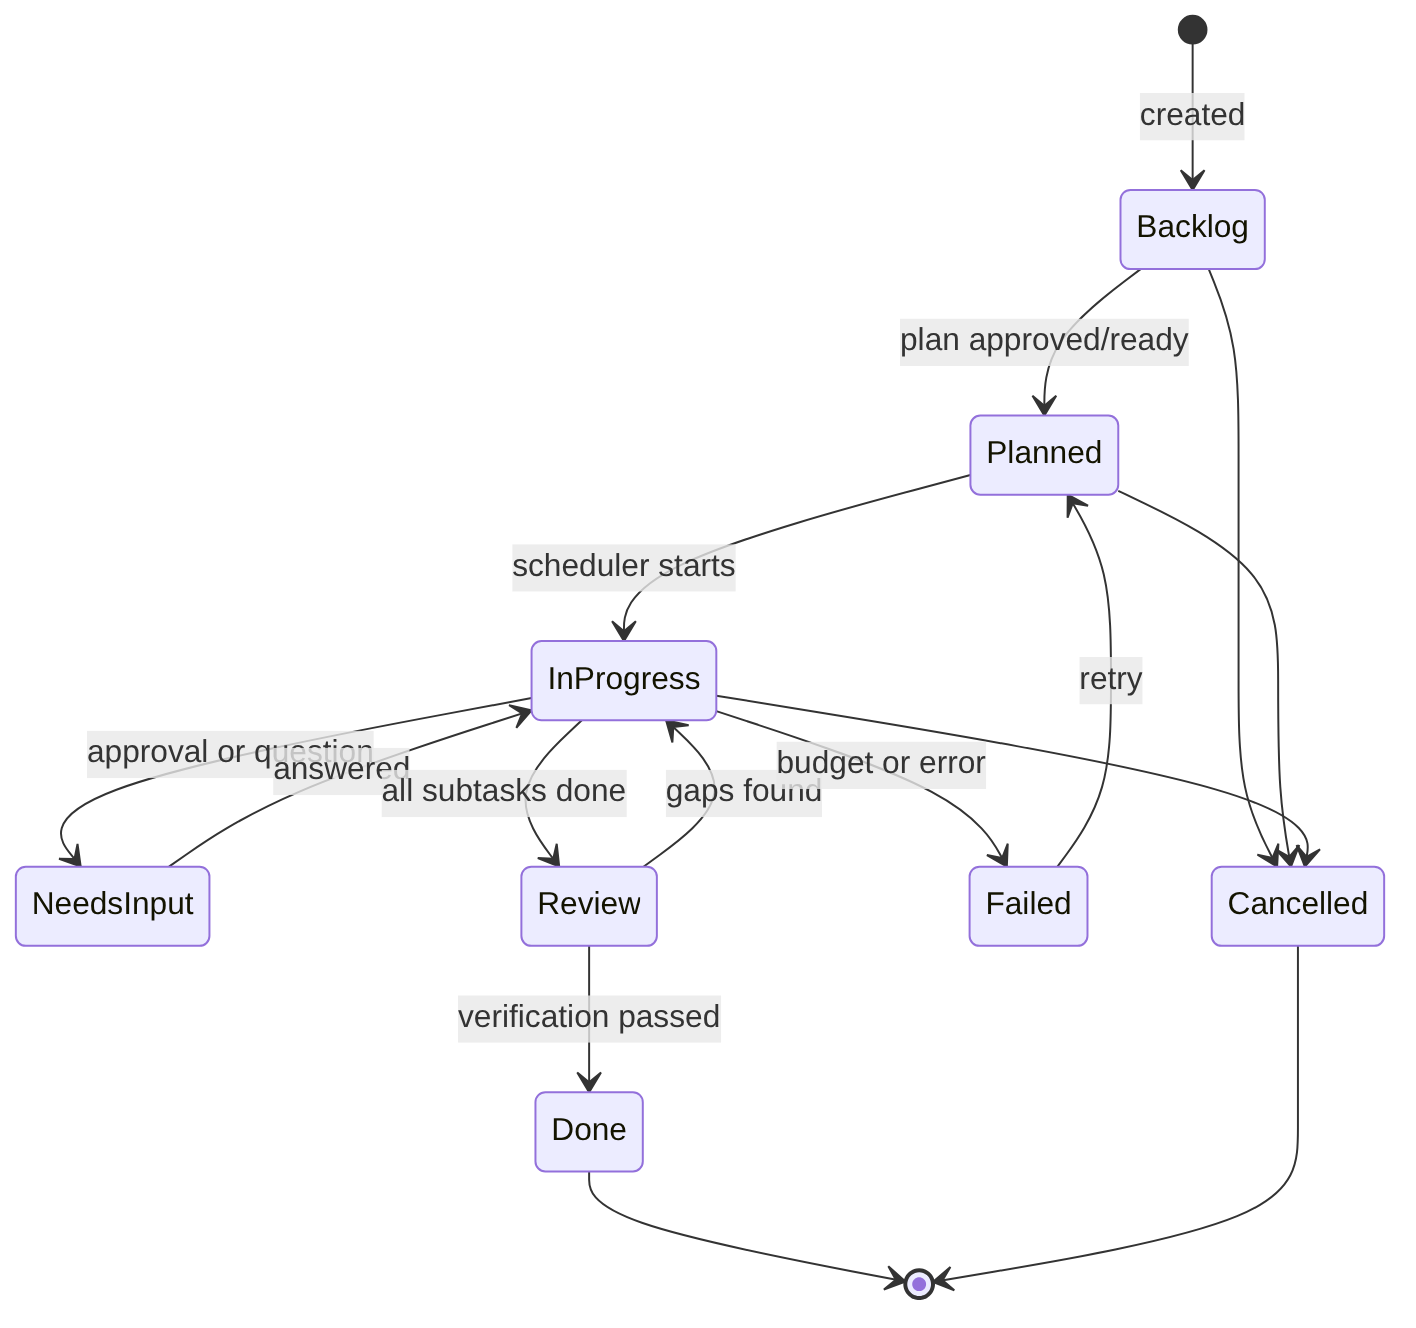 created
Backlog
plan approved/ready
Planned
scheduler starts
InProgress
retry
approval or question
answered
all subtasks done
gaps found
budget or error
NeedsInput
Review
Failed
Cancelled
verification passed
Done